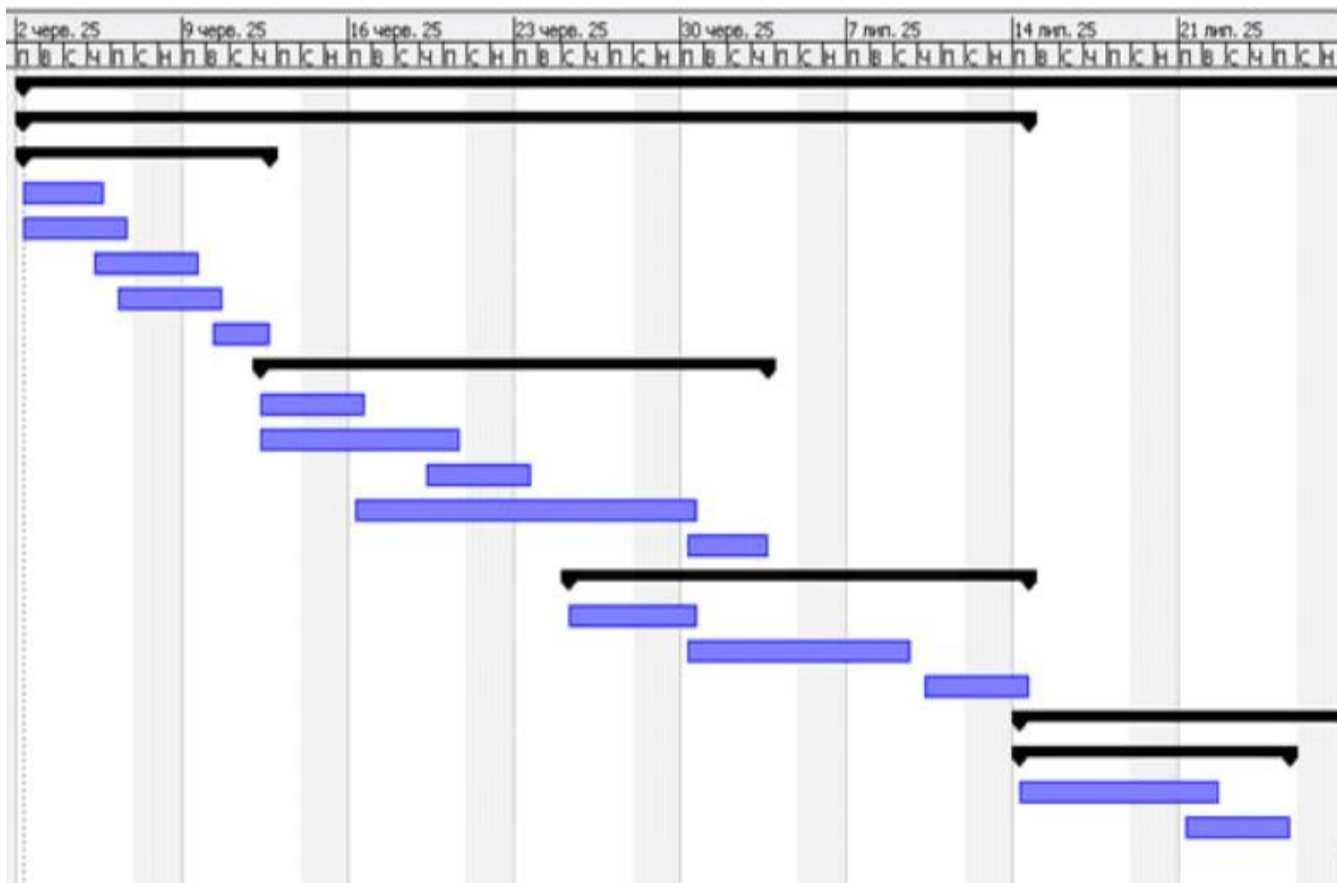 2 черв. 25 9 черв. 25 16 черв. 25 23 черв. 25 30 черв. 25 7 лип. 25 14 лип. 25 21 лип. 25
П В С Ч П С Н П В С Ч П С Н П В С Ч П С Н П В С Ч П С Н П В С Ч П С Н П В С Ч П С Н П В С Ч П С Н П В С Ч П С Н